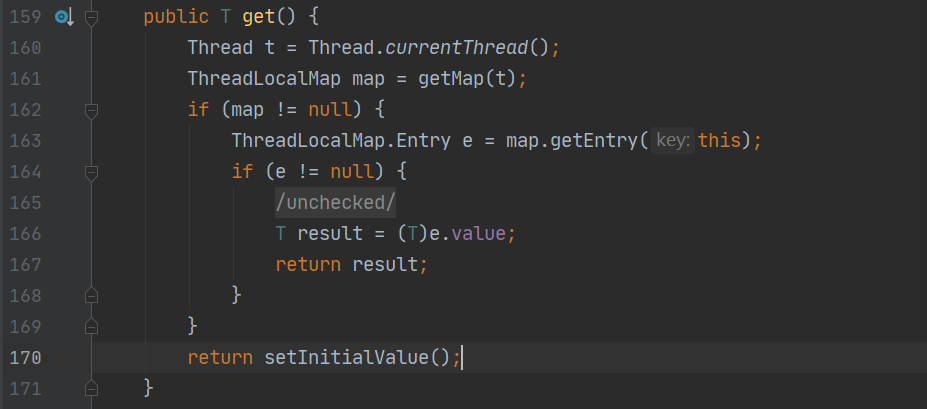 159 public T get() {
160 Thread t = Thread.currentThread();
161 ThreadLocalMap map = getMap(t);
162 if (map != null) {
163 ThreadLocalMap.Entry e = map.getEntry( key: this);
164 if (e != null) {
165 /unchecked/
166 T result = (T)e.value;
167 return result;
168 }
169 }
170 return setInitialValue();
171 }